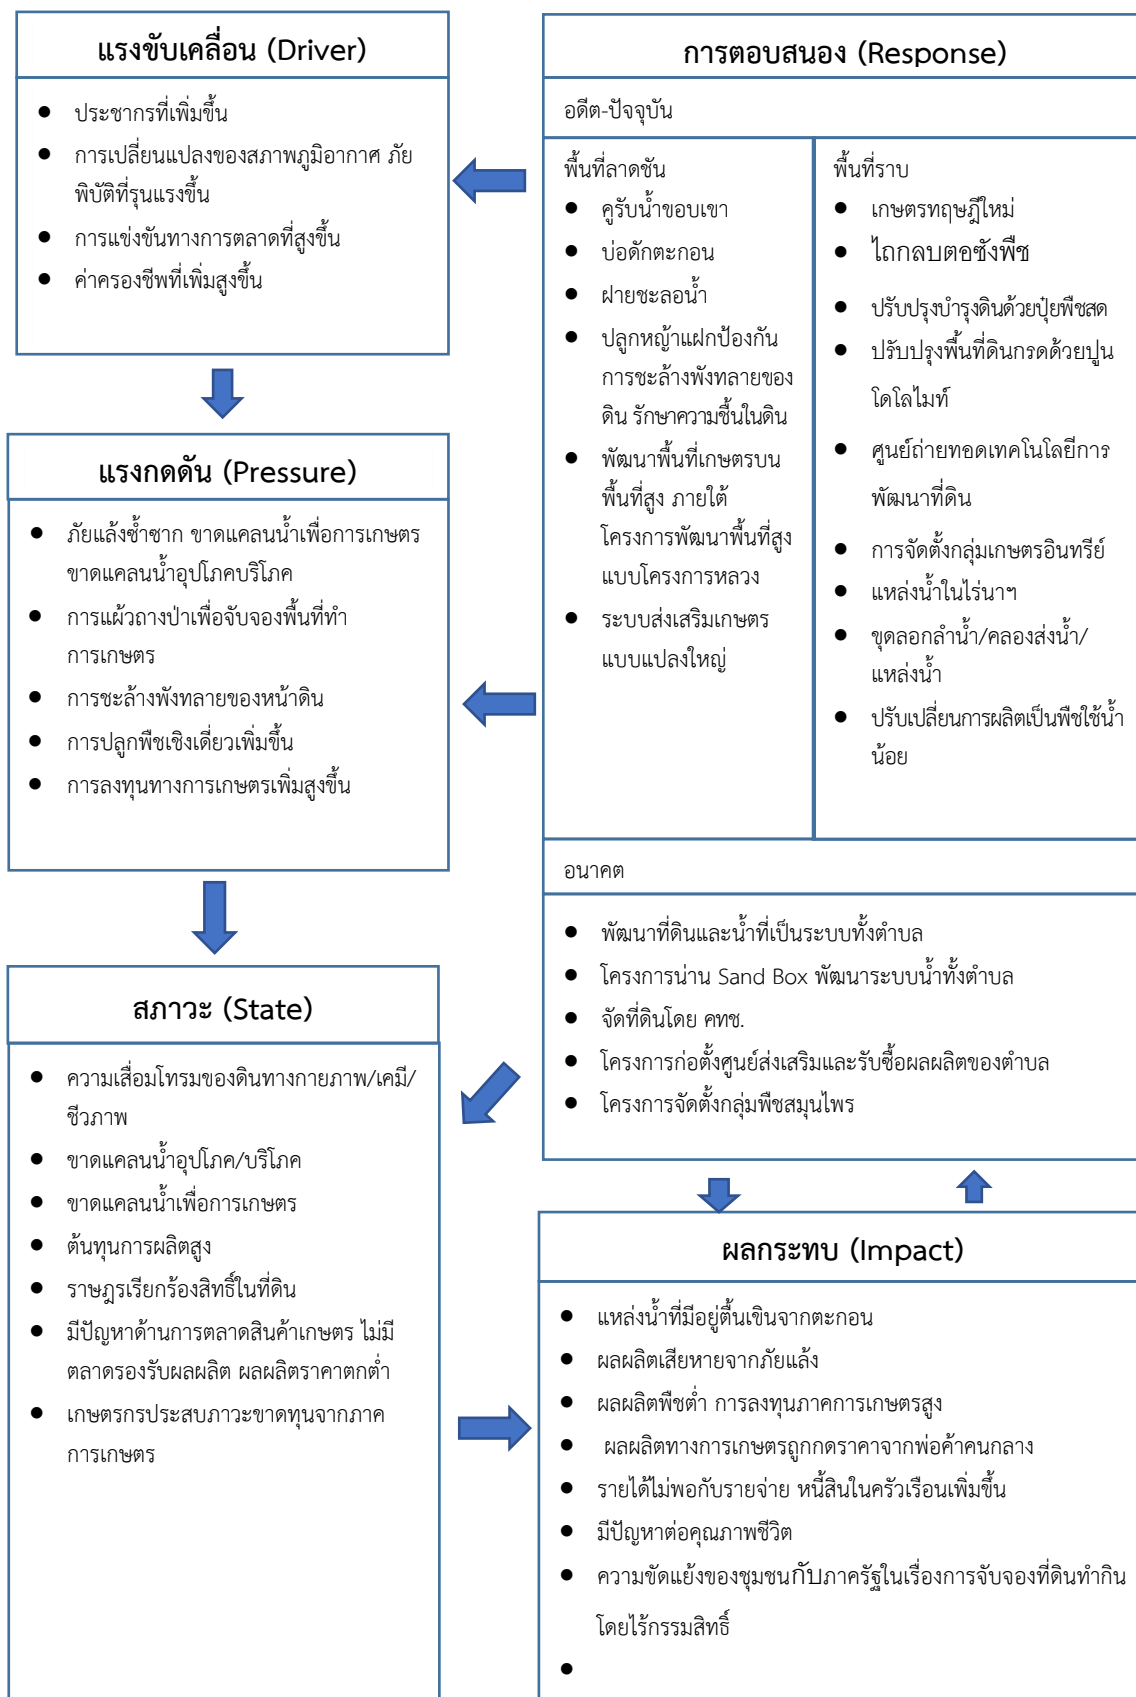 แรงขับเคลื่อน (Driver)
● ประชากรที่เพิ่มขึ้น
● การเปลี่ยนแปลงของสภาพภูมิอากาศ ภัย
พิบัติที่รุนแรงขึ้น
● การแข่งขันทางการตลาดที่สูงขึ้น
● ค่าครองชีพที่เพิ่มสูงขึ้น
แรงกดดัน (Pressure)
● ภัยแล้งซ้ำซาก ขาดแคลนน้ำเพื่อการเกษตร
ขาดแคลนน้ำอุปโภคบริโภค
● การแผ้วถางป่าเพื่อจับจองพื้นที่ทำ
การเกษตร
● การชะล้างพังทลายของหน้าดิน
● การปลูกพืชเชิงเดี่ยวเพิ่มขึ้น
● การลงทุนทางการเกษตรเพิ่มสูงขึ้น
สภาวะ (State)
● ความเสื่อมโทรมของดินทางกายภาพ/เคมี/
ชีวภาพ
● ขาดแคลนน้ำอุปโภค/บริโภค
● ขาดแคลนน้ำเพื่อการเกษตร
● ต้นทุนการผลิตสูง
● ราษฎรเรียกร้องสิทธิ์ในที่ดิน
● มีปัญหาด้านการตลาดสินค้าเกษตร ไม่มี
ตลาดรองรับผลผลิต ผลผลิตราคาตกต่ำ
● เกษตรกรประสบภาวะขาดทุนจากภาค
การเกษตร
การตอบสนอง (Response)
อดีต-ปัจจุบัน
พื้นที่ลาดชัน
● คูรับน้ำขอบเขา
● บ่อดักตะกอน
● ฝายชะลอน้ำ
● ปลูกหญ้าแฝกป้องกัน
การชะล้างพังทลายของ
ดิน รักษาความชื้นในดิน
● พัฒนาพื้นที่เกษตรบน
พื้นที่สูง ภายใต้
โครงการพัฒนาพื้นที่สูง
แบบโครงการหลวง
● ระบบส่งเสริมเกษตร
แบบแปลงใหญ่
พื้นที่ราบ
● เกษตรทฤษฎีใหม่
● ไถกลบตอซังพืช
● ปรับปรุงบำรุงดินด้วยปุ๋ยพืชสด
● ปรับปรุงพื้นที่ดินกรดด้วยปูน
โดโลไมท์
● ศูนย์ถ่ายทอดเทคโนโลยีการ
พัฒนาที่ดิน
● การจัดตั้งกลุ่มเกษตรอินทรีย์
● แหล่งน้ำในไร่นาฯ
● ขุดลอกลำน้ำ/คลองส่งน้ำ/
แหล่งน้ำ
● ปรับเปลี่ยนการผลิตเป็นพืชใช้น้ำ
น้อย
อนาคต
● พัฒนาที่ดินและน้ำที่เป็นระบบทั้งตำบล
● โครงการน่าน Sand Box พัฒนาระบบน้ำทั้งตำบล
● จัดที่ดินโดย คทช.
● โครงการก่อตั้งศูนย์ส่งเสริมและรับซื้อผลผลิตของตำบล
● โครงการจัดตั้งกลุ่มพืชสมุนไพร
ผลกระทบ (Impact)
● แหล่งน้ำที่มีอยู่ตื้นเขินจากตะกอน
● ผลผลิตเสียหายจากภัยแล้ง
● ผลผลิตพืชต่ำ การลงทุนภาคการเกษตรสูง
● ผลผลิตทางการเกษตรถูกกดราคาจากพ่อค้าคนกลาง
● รายได้ไม่พอกับรายจ่าย หนี้สินในครัวเรือนเพิ่มขึ้น
● มีปัญหาต่อคุณภาพชีวิต
● ความขัดแย้งของชุมชนกับภาครัฐในเรื่องการจับจองที่ดินทำกิน
โดยไร้กรรมสิทธิ์
●